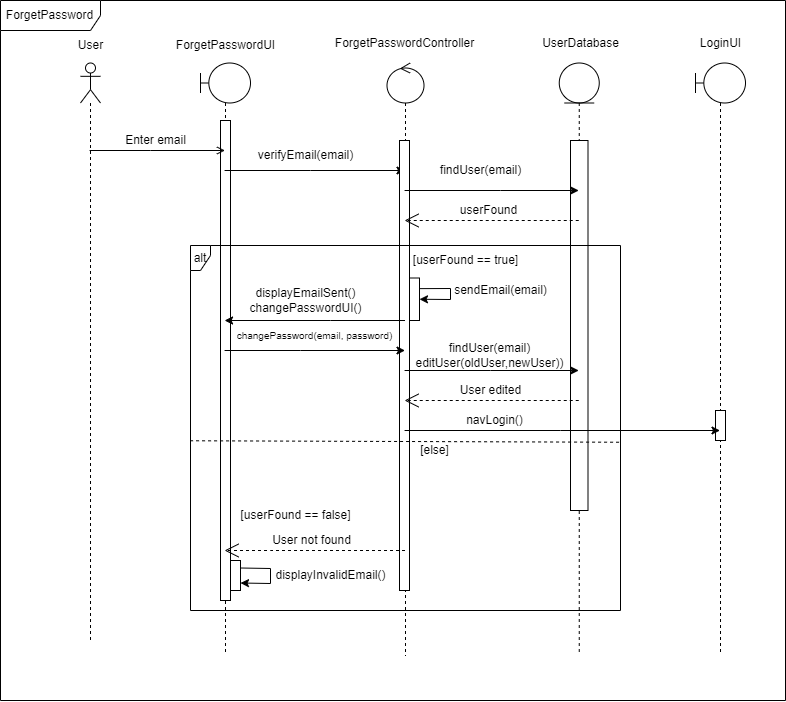 ForgetPassword
User
ForgetPasswordUI
ForgetPasswordController
UserDatabase
LoginUI
Enter email
verifyEmail(email)
findUser(email)
userFound
alt
[userFound == true]
sendEmail(email)
displayEmailSent()
changePasswordUI()
changePassword(email, password)
findUser(email)
editUser(oldUser,newUser))
User edited
navLogin()
[else]
[userFound == false]
User not found
displayInvalidEmail()